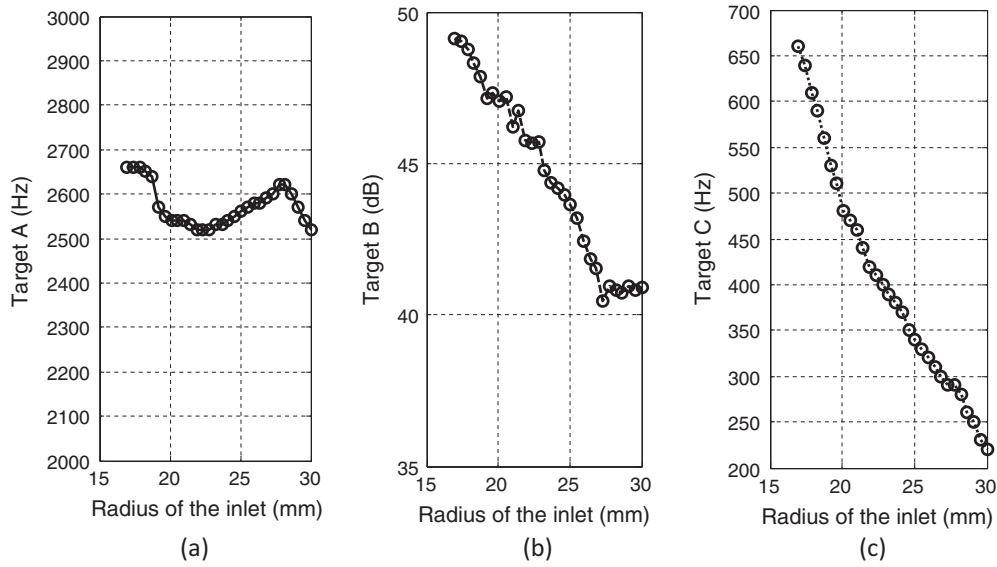 3000
2900
2800
2700
2600
2500
2400
2300
2200
2100
2000
15 20 25 30
Target A (Hz)
Radius of the inlet (mm)
(a)
50
45
40
35
15 20 25 30
Target B (dB)
Radius of the inlet (mm)
(b)
700
650
600
550
500
450
400
350
300
250
200
15 20 25 30
Target C (Hz)
Radius of the inlet (mm)
(c)